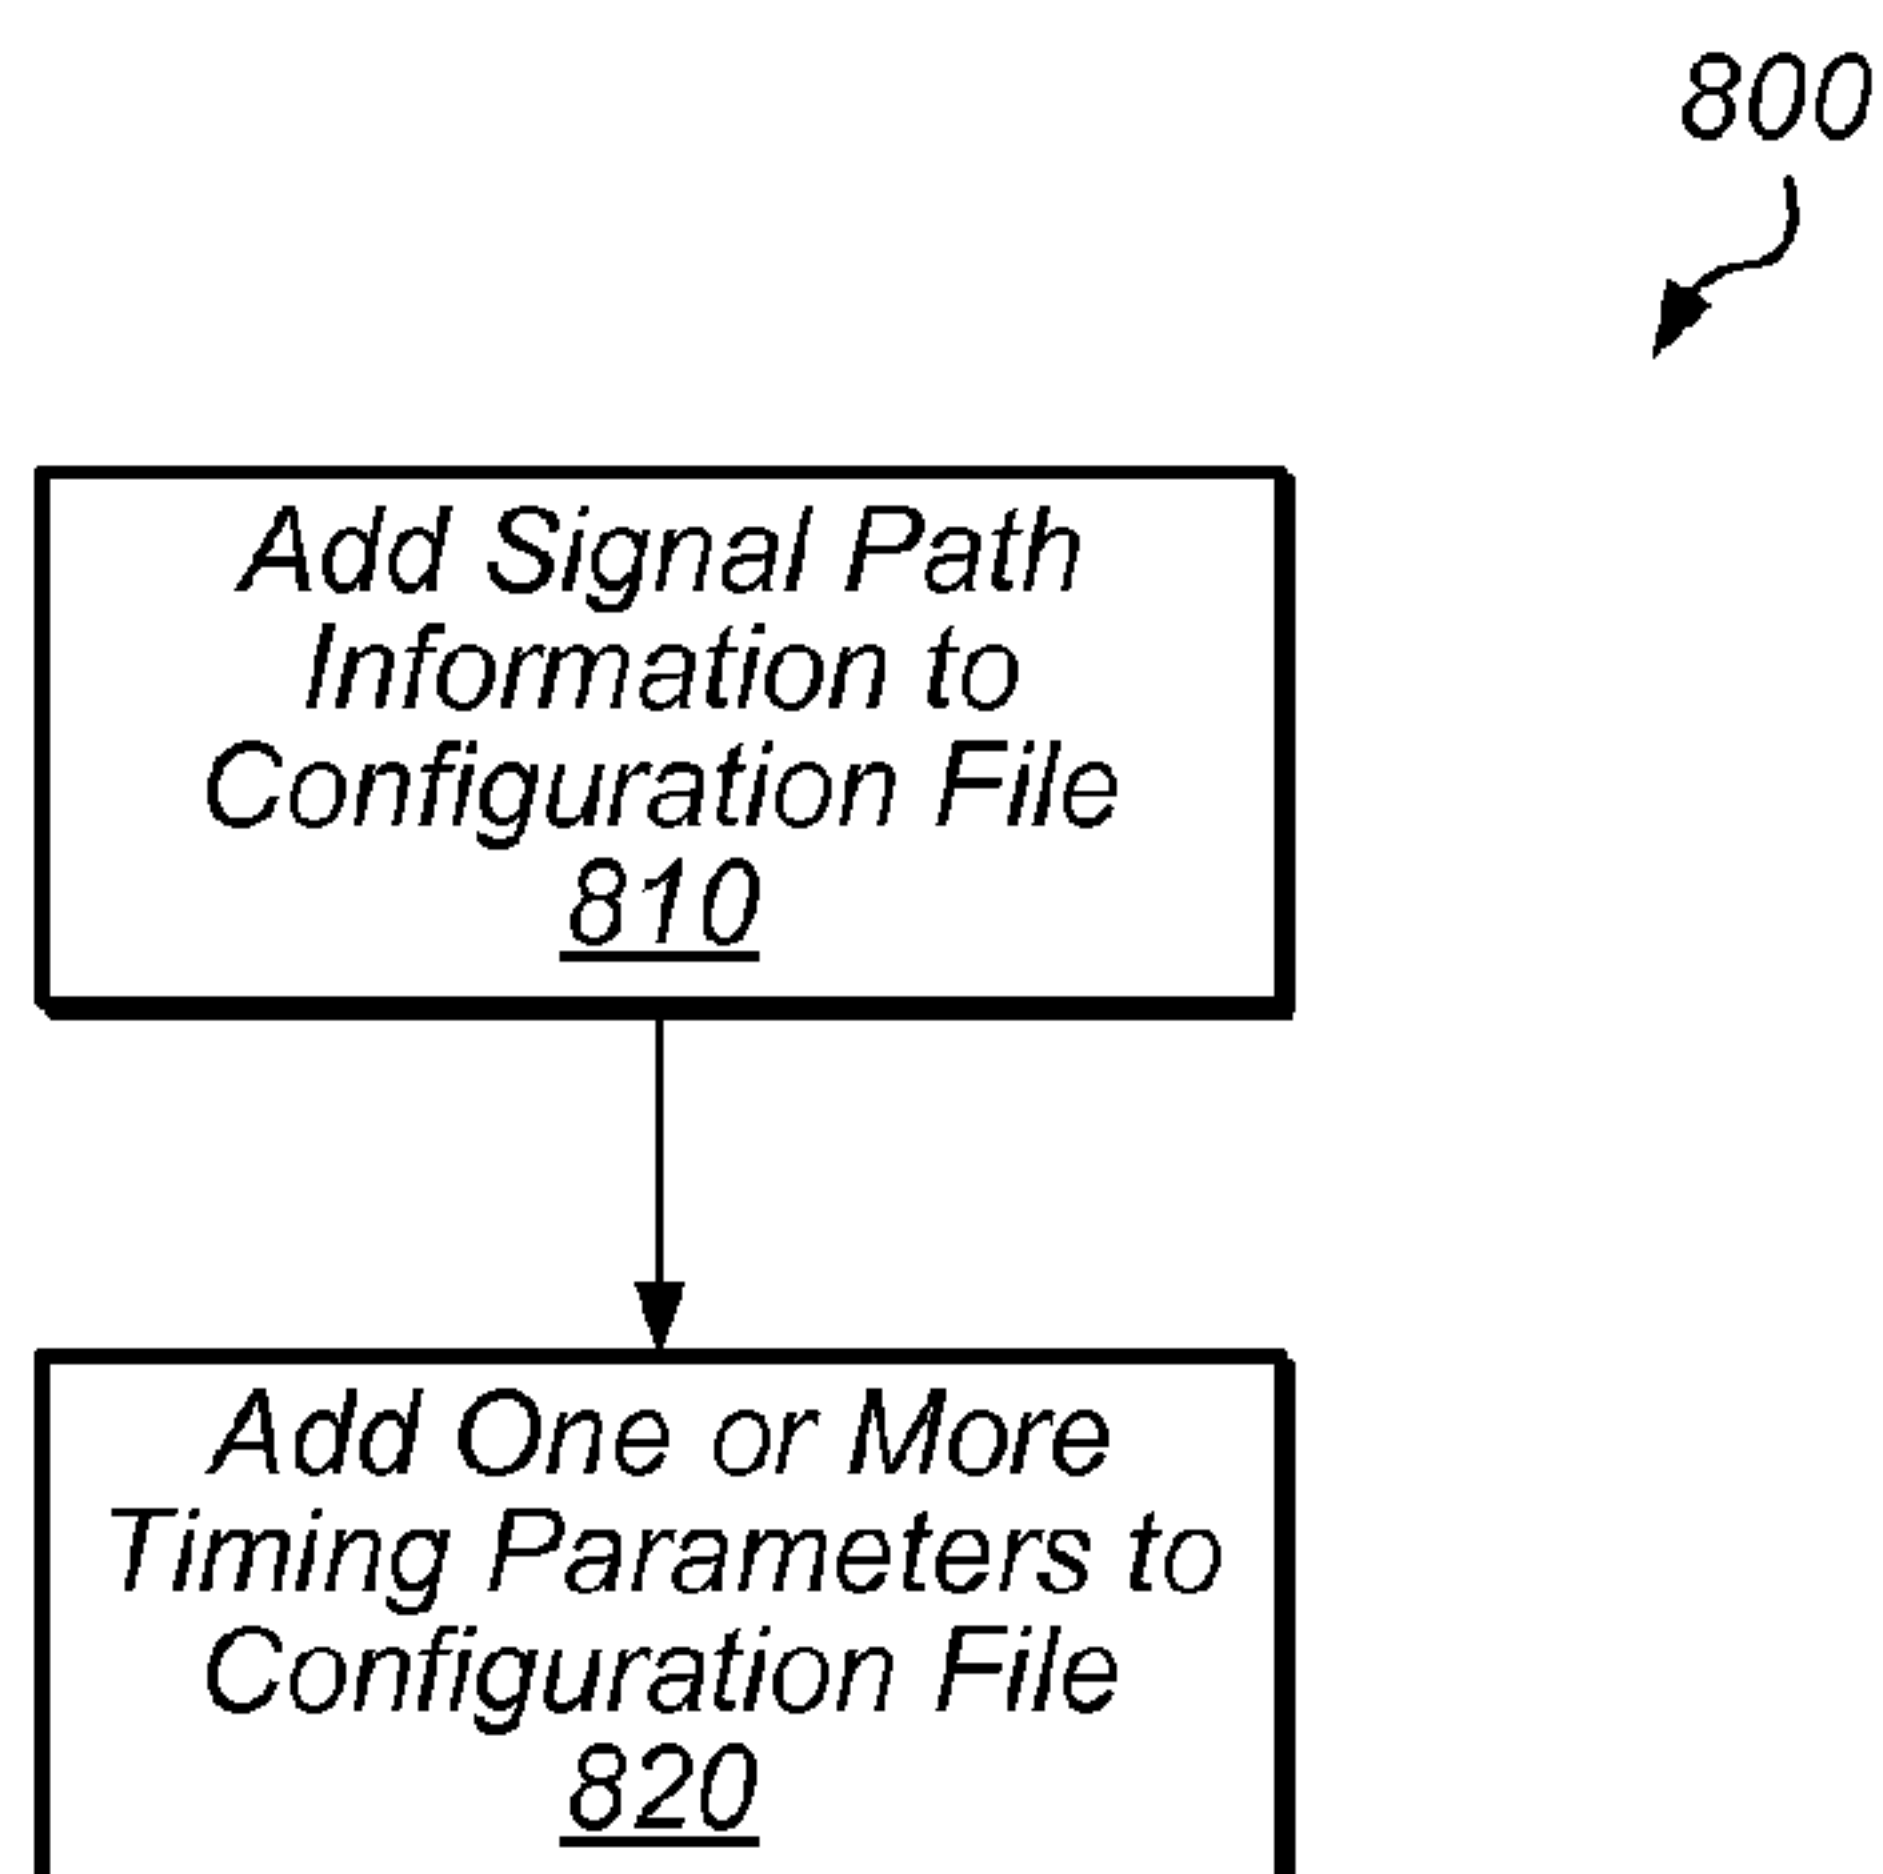 800
Add Signal Path
Information to
Configuration File
810
Add One or More
Timing Parameters to
Configuration File
820